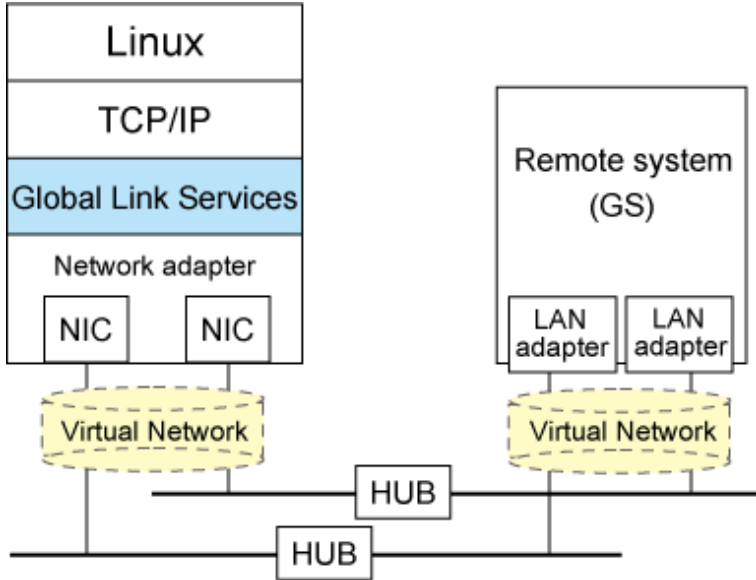 Linux
TCP/IP
Global Link Services
Network adapter
NIC
NIC
Remote system
(GS)
LAN
adapter
LAN
adapter
Virtual Network
Virtual Network
HUB
HUB